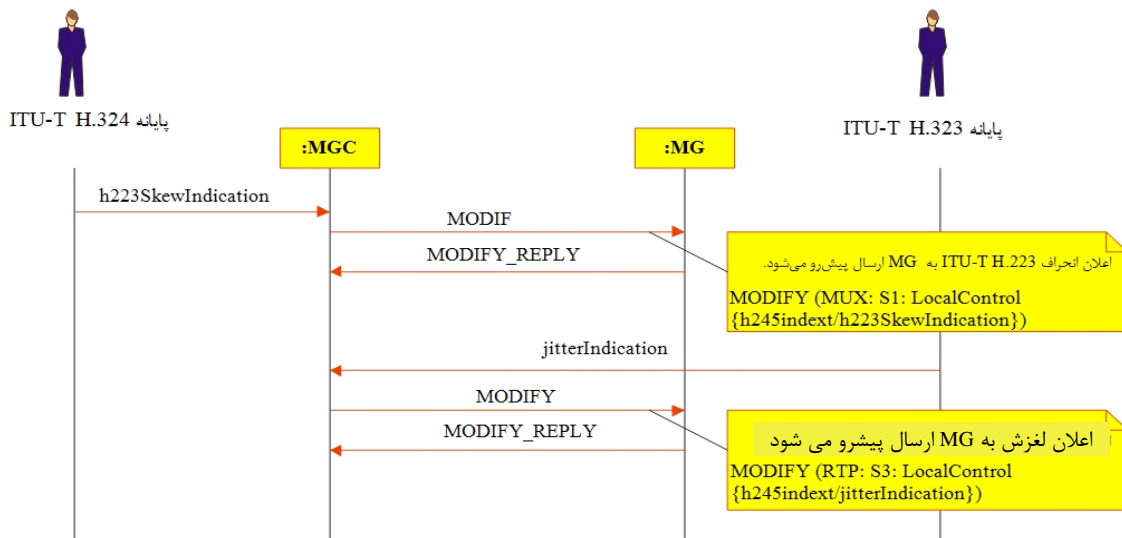 پایانه ITU-T H.324
پایانه ITU-T H.323
:MGC
:MG
h223SkewIndication
MODIF
MODIFY_REPLY
اعلان انحراف ITU-T H.223 به MG ارسال پیش‌رو می‌شود.
MODIFY (MUX: S1: LocalControl
{h245indext/h223SkewIndication})
jitterIndication
MODIFY
MODIFY_REPLY
اعلان لغزش به MG ارسال پیشرو می شود
MODIFY (RTP: S3: LocalControl
{h245indext/jitterIndication})